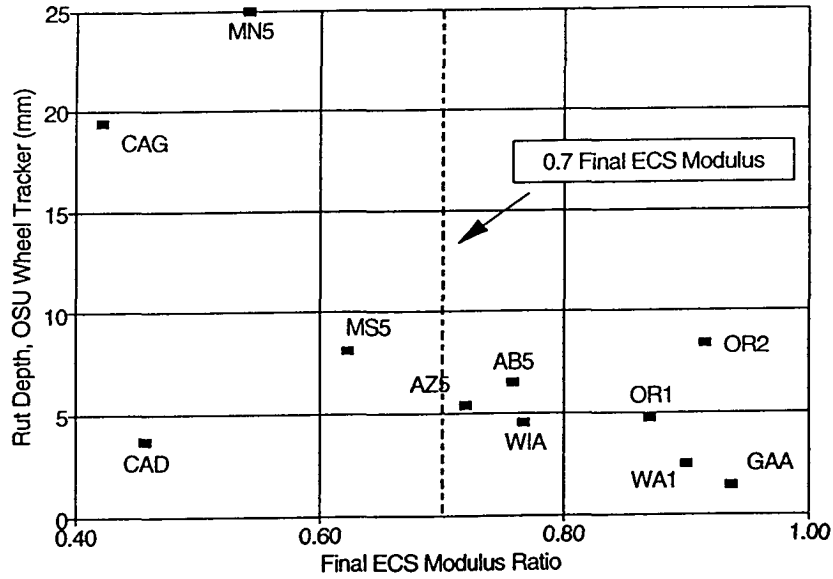 25
MN5
20
CAG
0.7 Final ECS Modulus
15
Rut Depth, OSU Wheel Tracker (mm)
10
MS5
OR2
AB5
AZ5
OR1
5
WIA
CAD
WA1
GAA
0
0.40
0.60
0.80
1.00
Final ECS Modulus Ratio